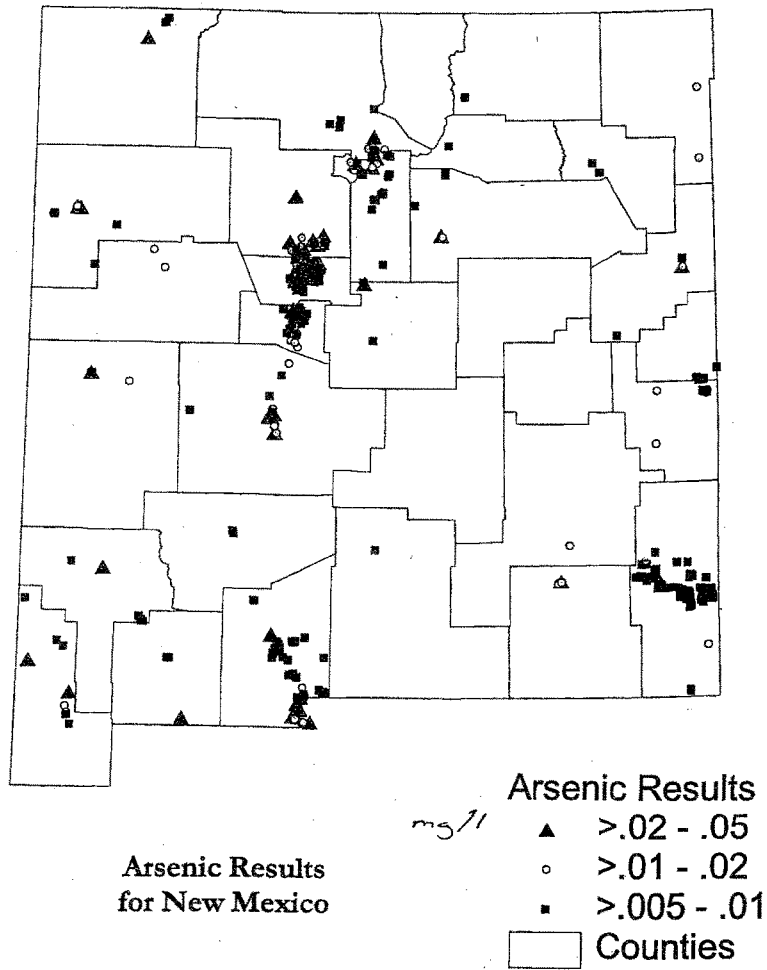 Arsenic Results
mg/l
>.02 - .05
>.01 - .02
>.005 - .01
Counties
Arsenic Results
for New Mexico